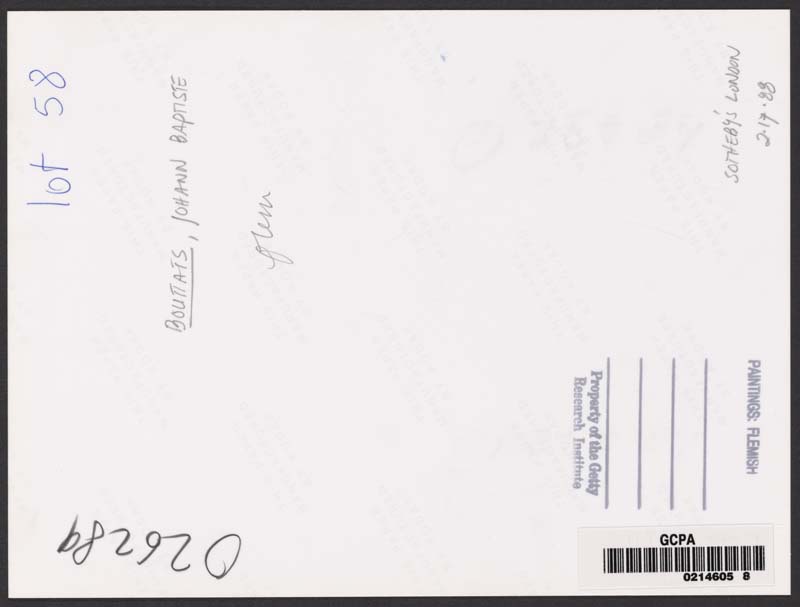 lot 58
BOUTTATS, JOHANN BAPTISTE
flem
SOTHEBY'S LONDON
2·17·88
PAINTINGS: FLEMISH
Property of the Getty
Research Institute
026289
GCPA
0214605 8